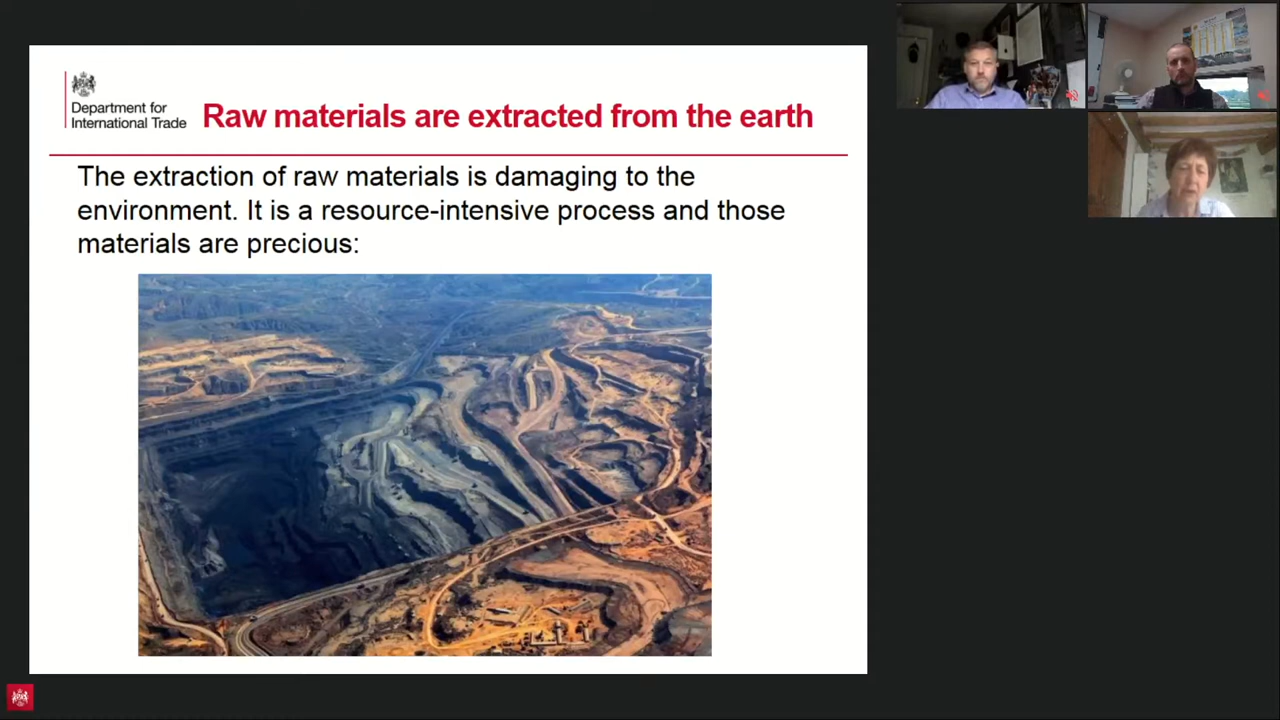 Department for
International Trade
Raw materials are extracted from the earth
The extraction of raw materials is damaging to the
environment. It is a resource-intensive process and those
materials are precious: